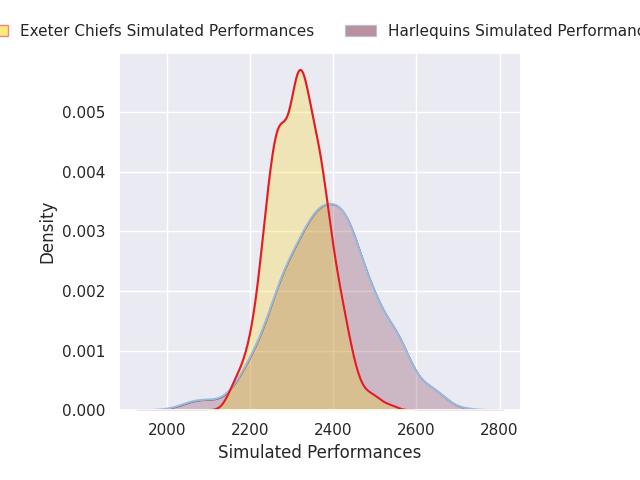 Exeter Chiefs Simulated Performances
Harlequins Simulated
Density
0.005
0.004
0.003
0.002
0.001
0.000
2000 2200 2400 2600 2800
Simulated Performances